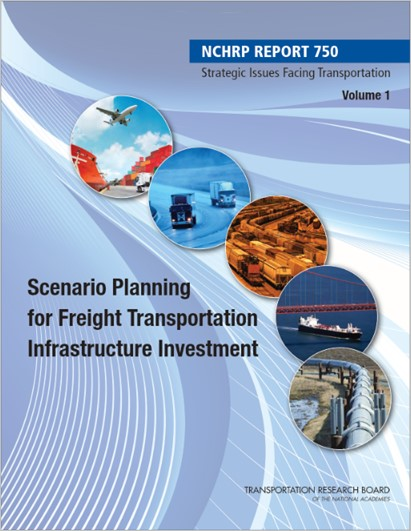 NCHRP REPORT 750
Strategic Issues Facing Transportation
Volume 1
Scenario Planning
for Freight Transportation
Infrastructure Investment
TRANSPORTATION RESEARCH BOARD
OF THE NATIONAL ACADEMIES